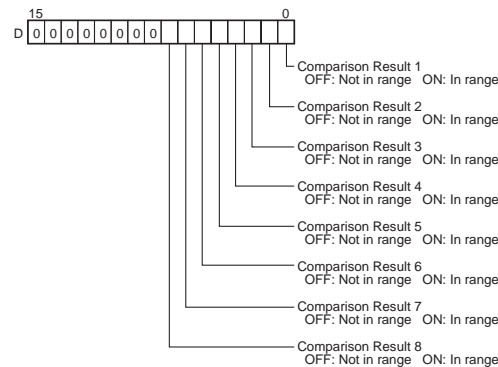 15 0
D 0 0 0 0 0 0 0 0
Comparison Result 1
OFF: Not in range ON: In range
Comparison Result 2
OFF: Not in range ON: In range
Comparison Result 3
OFF: Not in range ON: In range
Comparison Result 4
OFF: Not in range ON: In range
Comparison Result 5
OFF: Not in range ON: In range
Comparison Result 6
OFF: Not in range ON: In range
Comparison Result 7
OFF: Not in range ON: In range
Comparison Result 8
OFF: Not in range ON: In range